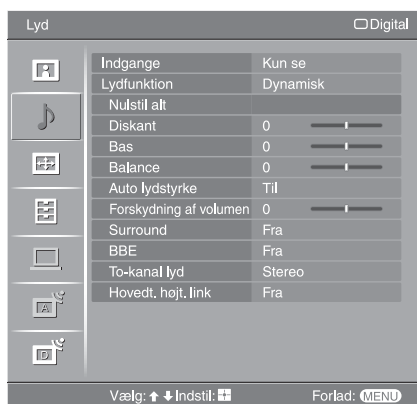 Lyd Digital
Indgange Kun se
Lydfunktion Dynamisk
Nulstil alt
Diskant 0
Bas 0
Balance 0
Auto lydstyrke Til
Forskydning af volumen 0
Surround Fra
BBE Fra
To-kanal lyd Stereo
Hovedt. højt. link Fra
A
D
Vælg: Indstil: Forlad: MENU